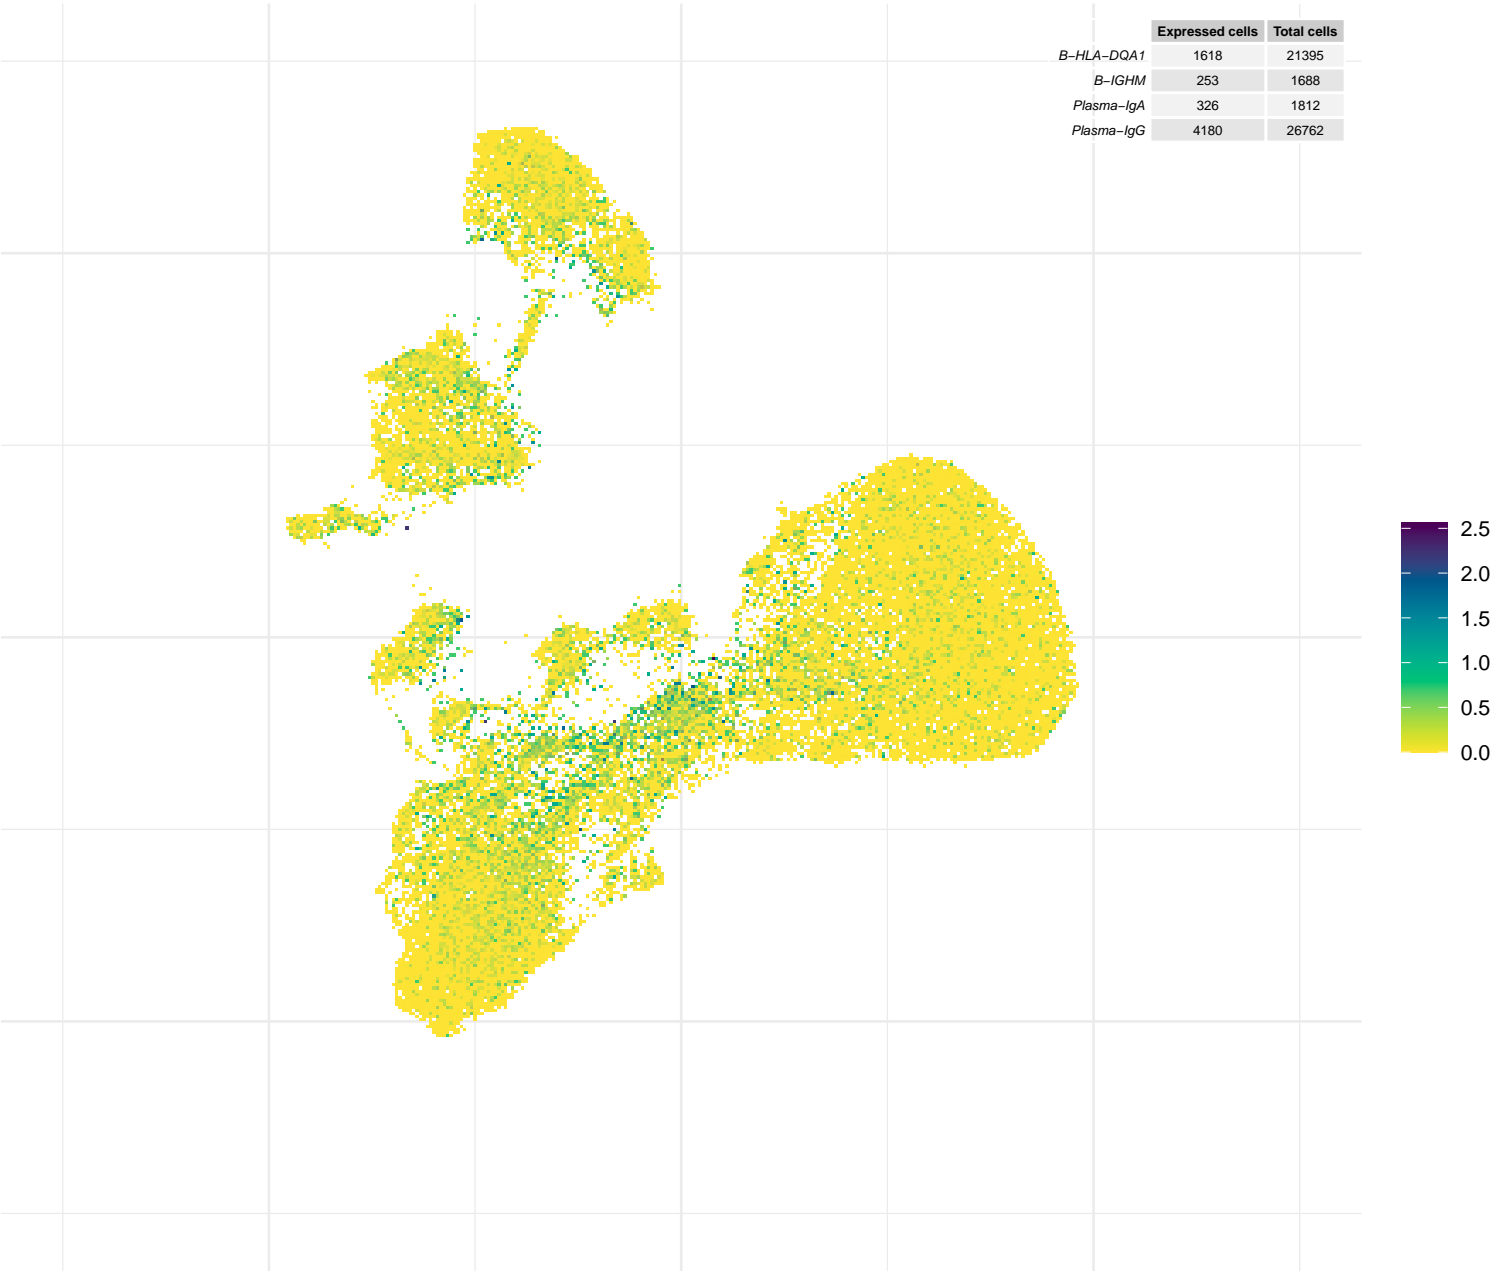 Expressed cells Total cells
B−HLA−DQA1 1618 21395
B−IGHM 253 1688
Plasma−IgA 326 1812
Plasma−IgG 4180 26762
2.5
2.0
1.5
1.0
0.5
0.0